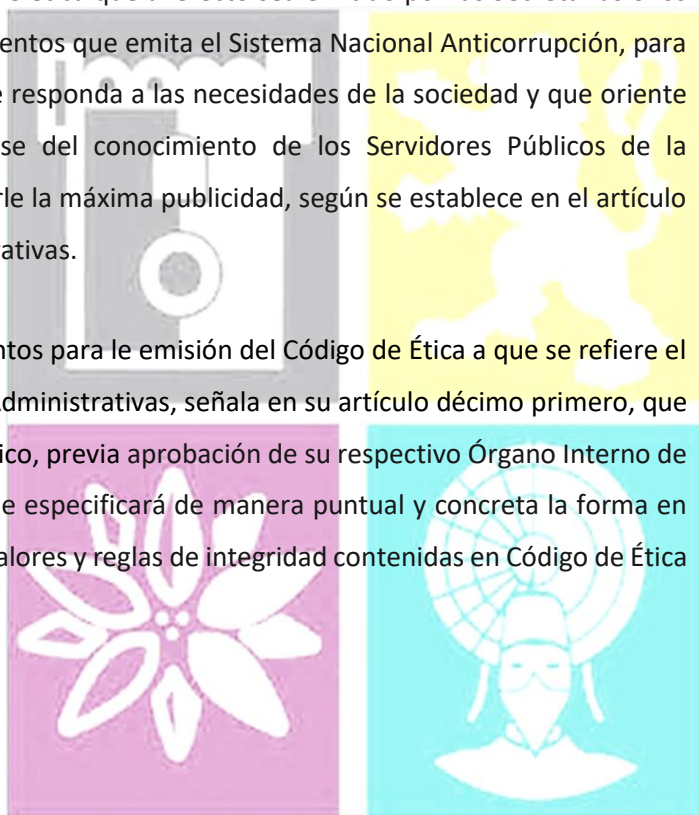 entos que emita el Sistema Nacional Anticorrupción, para
e responda a las necesidades de la sociedad y que oriente
se del conocimiento de los Servidores Públicos de la
rle la máxima publicidad, según se establece en el artículo
rativas.
ntos para le emisión del Código de Ética a que se refiere el
Administrativas, señala en su artículo décimo primero, que
ico, previa aprobación de su respectivo Órgano Interno de
e especificará de manera puntual y concreta la forma en
valores y reglas de integridad contenidas en Código de Ética